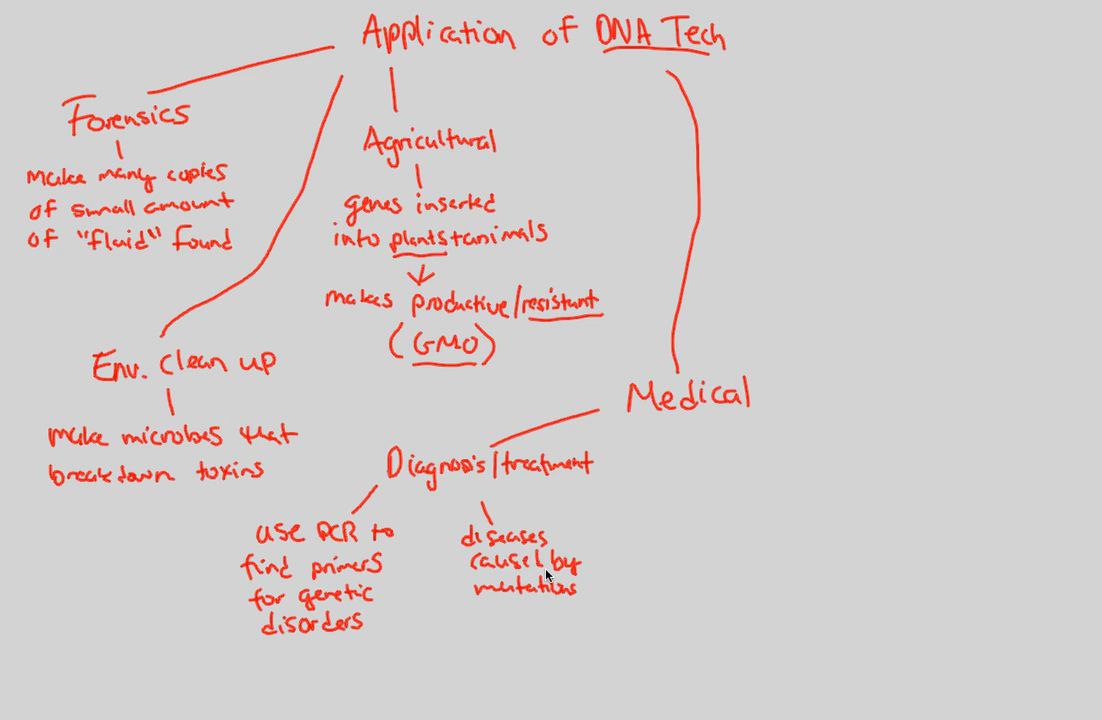 Application of DNA Tech
Forensics
make many copies
of small amount
of "fluid" found
Agricultural
genes inserted
into plants+animals
makes productive/resistant
(GMO)
Env. clean up
make microbes that
breakdown toxins
Medical
Diagnosis/treatment
use PCR to
find primers
for genetic
disorders
diseases
caused by
mutations